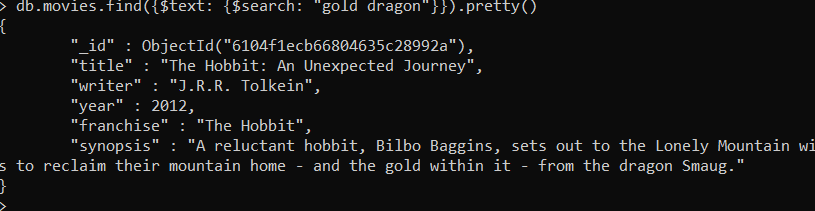 > db.movies.find({$text: {$search: "gold dragon"}}).pretty()
{
"_id" : ObjectId("6104f1ecb66804635c28992a"),
"title" : "The Hobbit: An Unexpected Journey",
"writer" : "J.R.R. Tolkein",
"year" : 2012,
"franchise" : "The Hobbit",
"synopsis" : "A reluctant hobbit, Bilbo Baggins, sets out to the Lonely Mountain wi
s to reclaim their mountain home - and the gold within it - from the dragon Smaug."
}
>